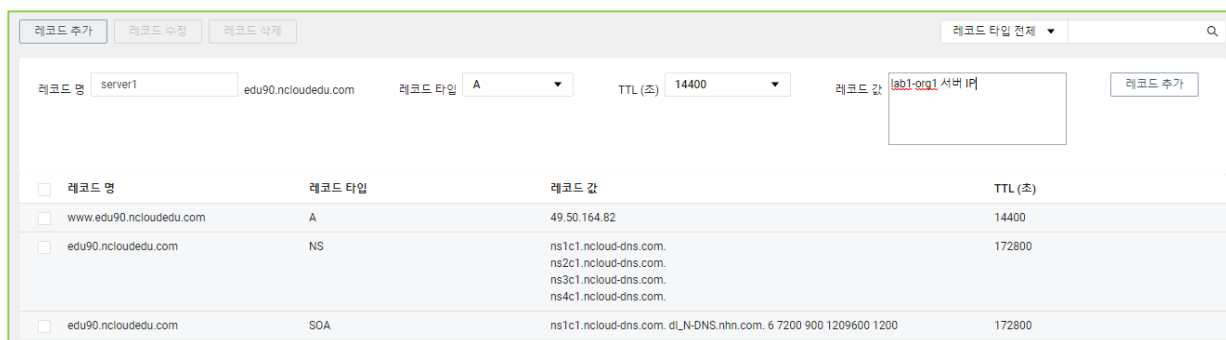 레코드 추가 레코드 수정 레코드 삭제 레코드 타입 전체
레코드 명 server1 edu90.ncloudedu.com 레코드 타입 A TTL (초) 14400 레코드 값 lab1-org1 서버 IP 레코드 추가
레코드 명 레코드 타입 레코드 값 TTL (초)
www.edu90.ncloudedu.com A 49.50.164.82 14400
edu90.ncloudedu.com NS ns1c1.ncloud-dns.com. 172800
ns2c1.ncloud-dns.com.
ns3c1.ncloud-dns.com.
ns4c1.ncloud-dns.com.
edu90.ncloudedu.com SOA ns1c1.ncloud-dns.com. dl_N-DNS.nhn.com. 6 7200 900 1209600 1200 172800